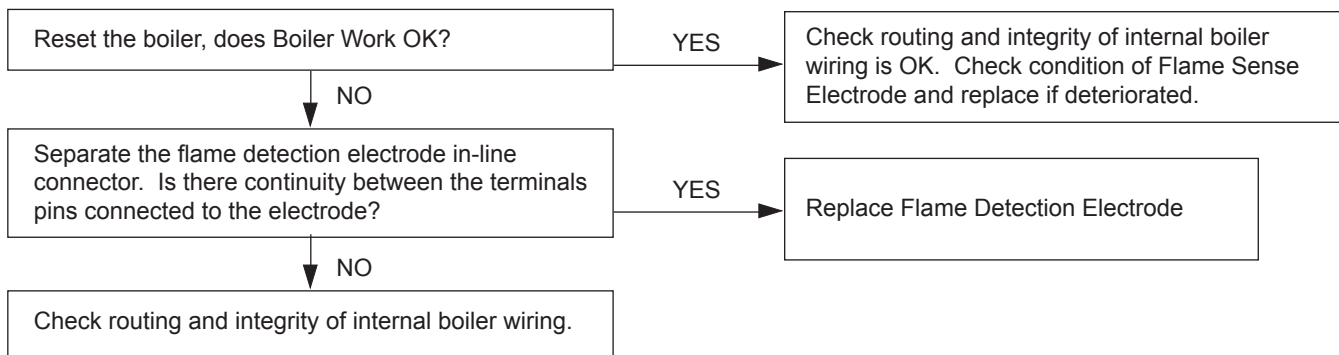 Reset the boiler, does Boiler Work OK?
YES
Check routing and integrity of internal boiler
wiring is OK.  Check condition of Flame Sense
Electrode and replace if deteriorated.
NO
Separate the flame detection electrode in-line
connector.  Is there continuity between the terminals
pins connected to the electrode?
YES
Replace Flame Detection Electrode
NO
Check routing and integrity of internal boiler wiring.